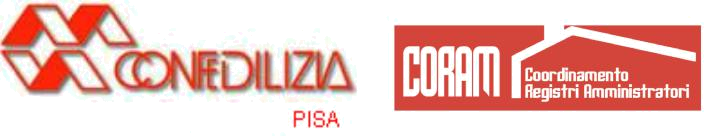 CONFEDILIZIA
PISA
CORAM
Coordinamento
Registri Amministratori